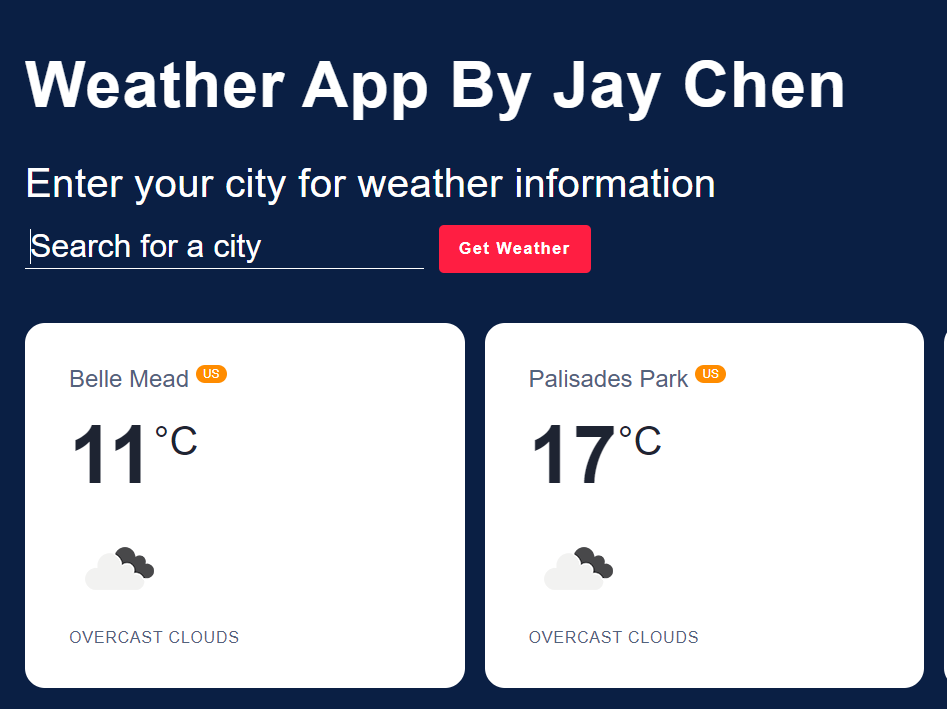 Weather App By Jay Chen
Enter your city for weather information
Search for a city
Get Weather
Belle Mead US
11°C
OVERCAST CLOUDS
Palisades Park US
17°C
OVERCAST CLOUDS